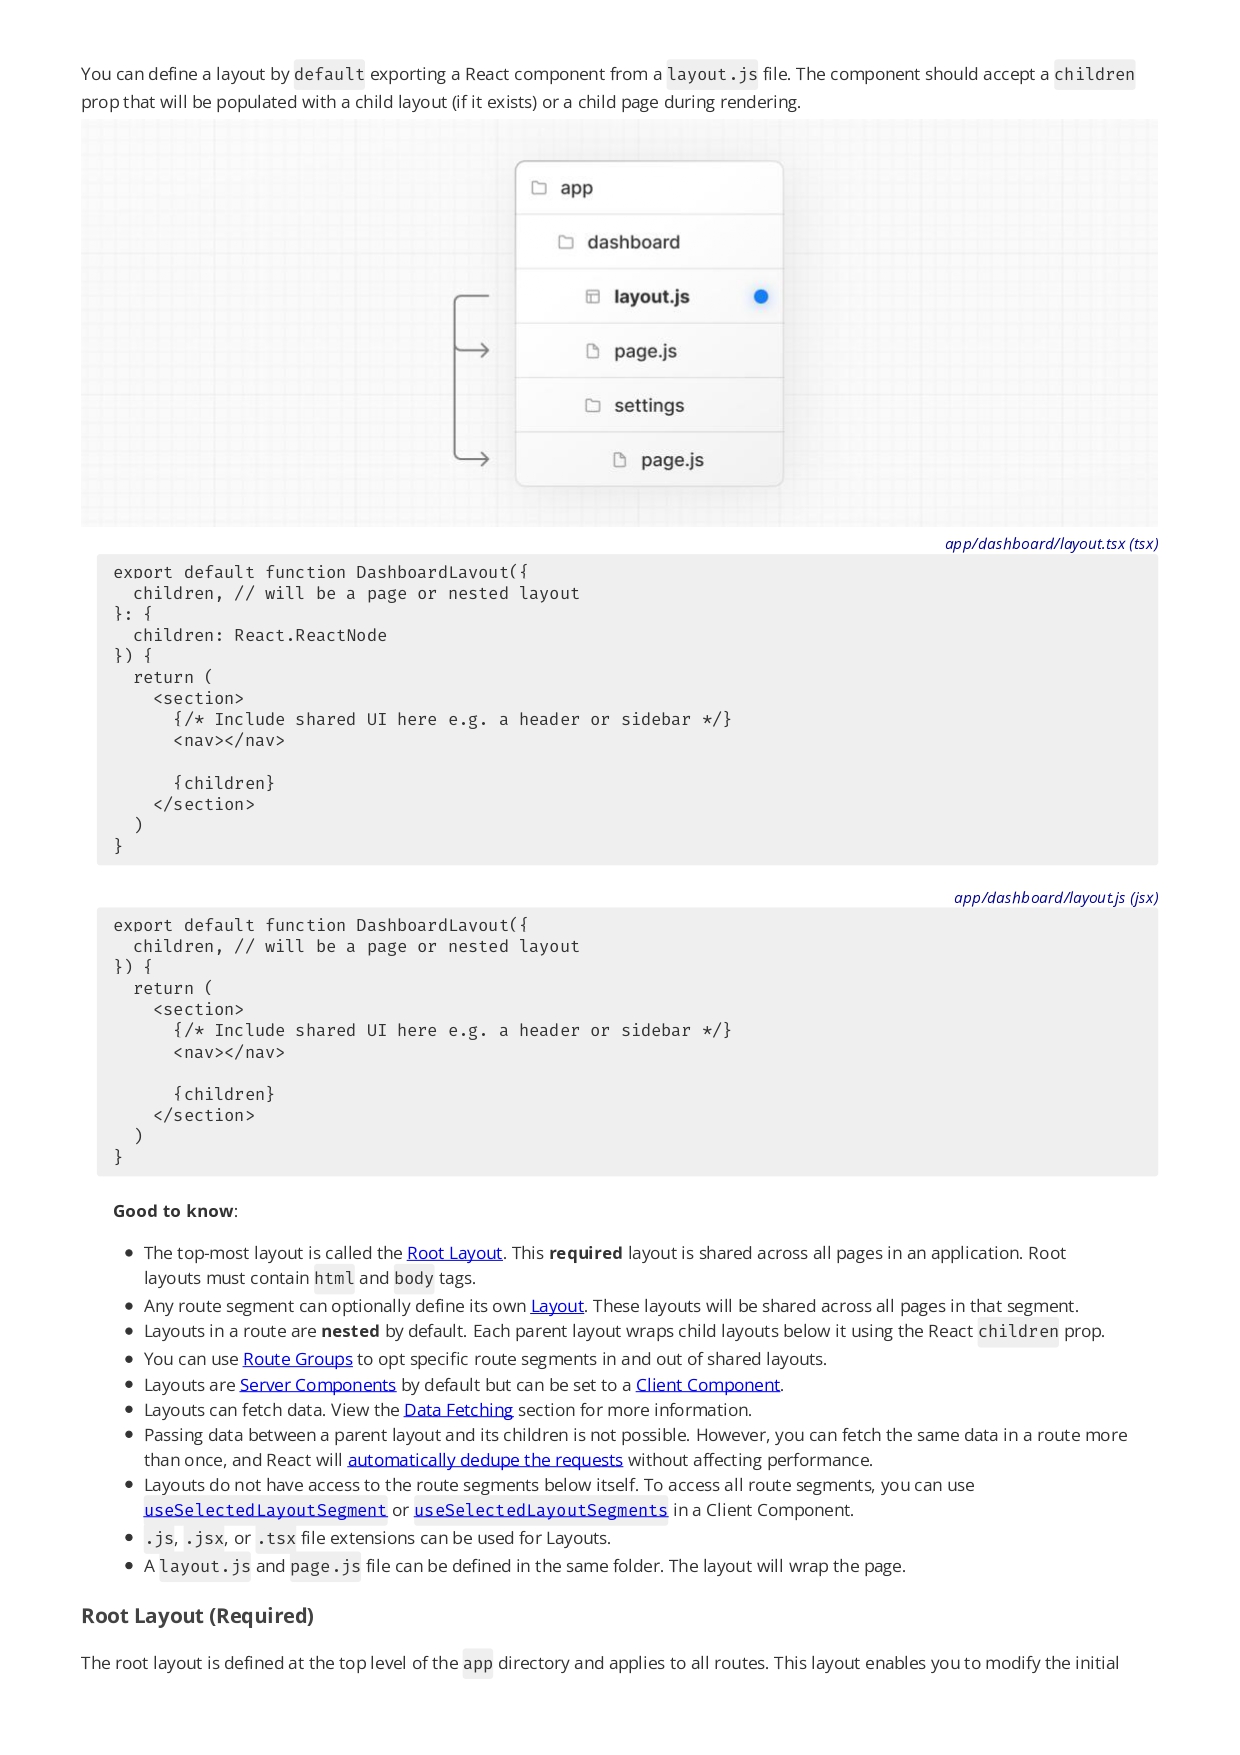 You can define a layout by default exporting a React component from a layout.js file. The component should accept a children
prop that will be populated with a child layout (if it exists) or a child page during rendering.
app
dashboard
layout.js
page.js
settings
page.js
app/dashboard/layout.tsx (tsx)
export default function DashboardLayout({
  children, // will be a page or nested layout
}: {
  children: React.ReactNode
}) {
  return (
    <section>
      {/* Include shared UI here e.g. a header or sidebar */}
      <nav></nav>

      {children}
    </section>
  )
}
app/dashboard/layout.js (jsx)
export default function DashboardLayout({
  children, // will be a page or nested layout
}) {
  return (
    <section>
      {/* Include shared UI here e.g. a header or sidebar */}
      <nav></nav>

      {children}
    </section>
  )
}
Good to know:
• The top-most layout is called the Root Layout. This required layout is shared across all pages in an application. Root
layouts must contain html and body tags.
• Any route segment can optionally define its own Layout. These layouts will be shared across all pages in that segment.
• Layouts in a route are nested by default. Each parent layout wraps child layouts below it using the React children prop.
• You can use Route Groups to opt specific route segments in and out of shared layouts.
• Layouts are Server Components by default but can be set to a Client Component.
• Layouts can fetch data. View the Data Fetching section for more information.
• Passing data between a parent layout and its children is not possible. However, you can fetch the same data in a route more
than once, and React will automatically dedupe the requests without affecting performance.
• Layouts do not have access to the route segments below itself. To access all route segments, you can use
useSelectedLayoutSegment or useSelectedLayoutSegments in a Client Component.
• .js, .jsx, or .tsx file extensions can be used for Layouts.
• A layout.js and page.js file can be defined in the same folder. The layout will wrap the page.
Root Layout (Required)
The root layout is defined at the top level of the app directory and applies to all routes. This layout enables you to modify the initial